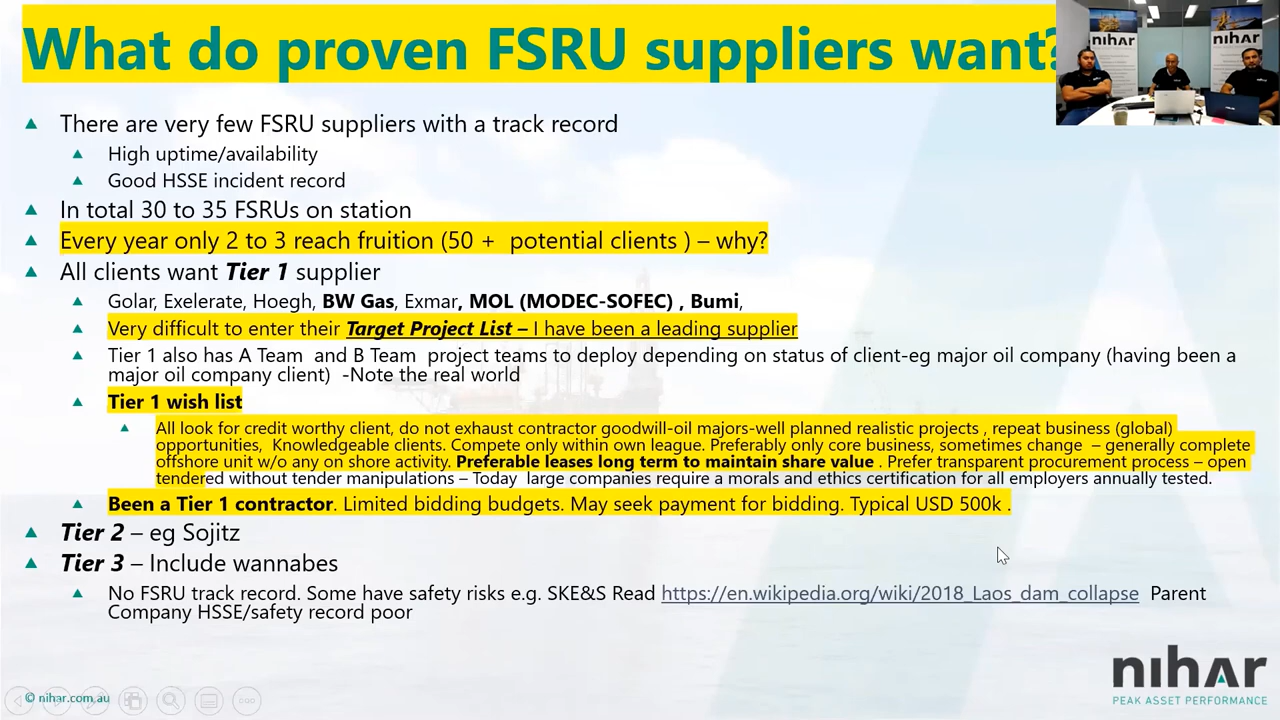 What do proven FSRU suppliers want?
nihar
nihar
There are very few FSRU suppliers with a track record
High uptime/availability
Good HSSE incident record
In total 30 to 35 FSRUs on station
Every year only 2 to 3 reach fruition (50 +  potential clients ) – why?
All clients want Tier 1 supplier
Golar, Exelerate, Hoegh, BW Gas, Exmar, MOL (MODEC-SOFEC) , Bumi,
Very difficult to enter their Target Project List – I have been a leading supplier
Tier 1 also has A Team  and B Team  project teams to deploy depending on status of client-eg major oil company (having been a
major oil company client)  -Note the real world
Tier 1 wish list
All look for credit worthy client, do not exhaust contractor goodwill-oil majors-well planned realistic projects , repeat business (global)
opportunities,  Knowledgeable clients. Compete only within own league. Preferably only core business, sometimes change  – generally complete
offshore unit w/o any on shore activity. Preferable leases long term to maintain share value . Prefer transparent procurement process – open
tendered without tender manipulations – Today  large companies require a morals and ethics certification for all employers annually tested.
Been a Tier 1 contractor. Limited bidding budgets. May seek payment for bidding. Typical USD 500k .
Tier 2 – eg Sojitz
Tier 3 – Include wannabes
No FSRU track record. Some have safety risks e.g. SKE&S Read https://en.wikipedia.org/wiki/2018_Laos_dam_collapse  Parent
Company HSSE/safety record poor
© nihar.com.au
nihar
PEAK ASSET PERFORMANCE